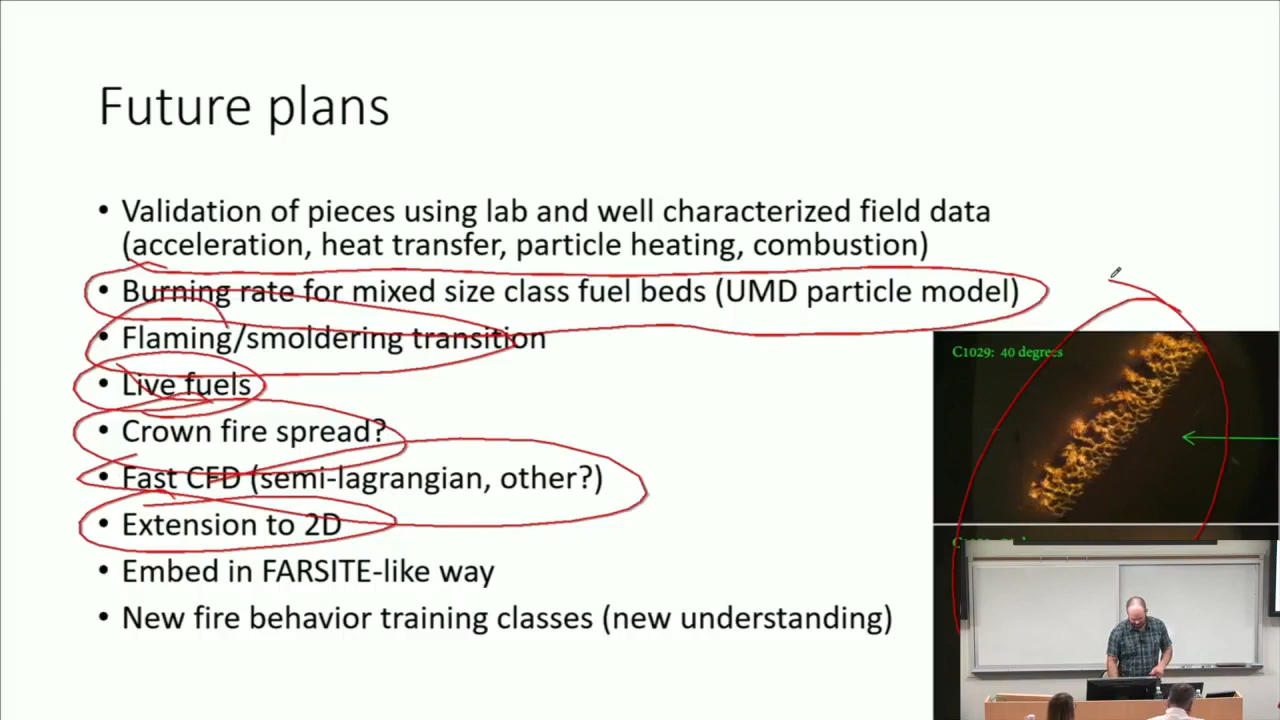 Future plans
• Validation of pieces using lab and well characterized field data
(acceleration, heat transfer, particle heating, combustion)
• Burning rate for mixed size class fuel beds (UMD particle model)
• Flaming/smoldering transition
• Live fuels
• Crown fire spread?
• Fast CFD (semi-lagrangian, other?)
• Extension to 2D
• Embed in FARSITE-like way
• New fire behavior training classes (new understanding)
C1029: 40 degrees